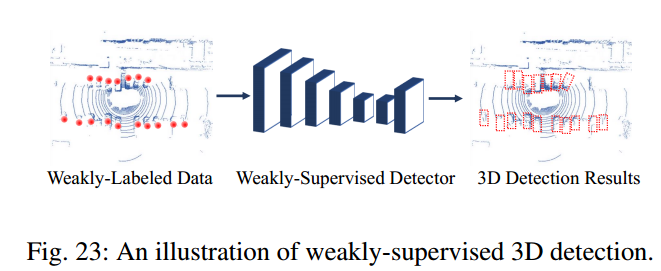 Weakly-Labeled Data
Weakly-Supervised Detector
3D Detection Results
Fig. 23: An illustration of weakly-supervised 3D detection.